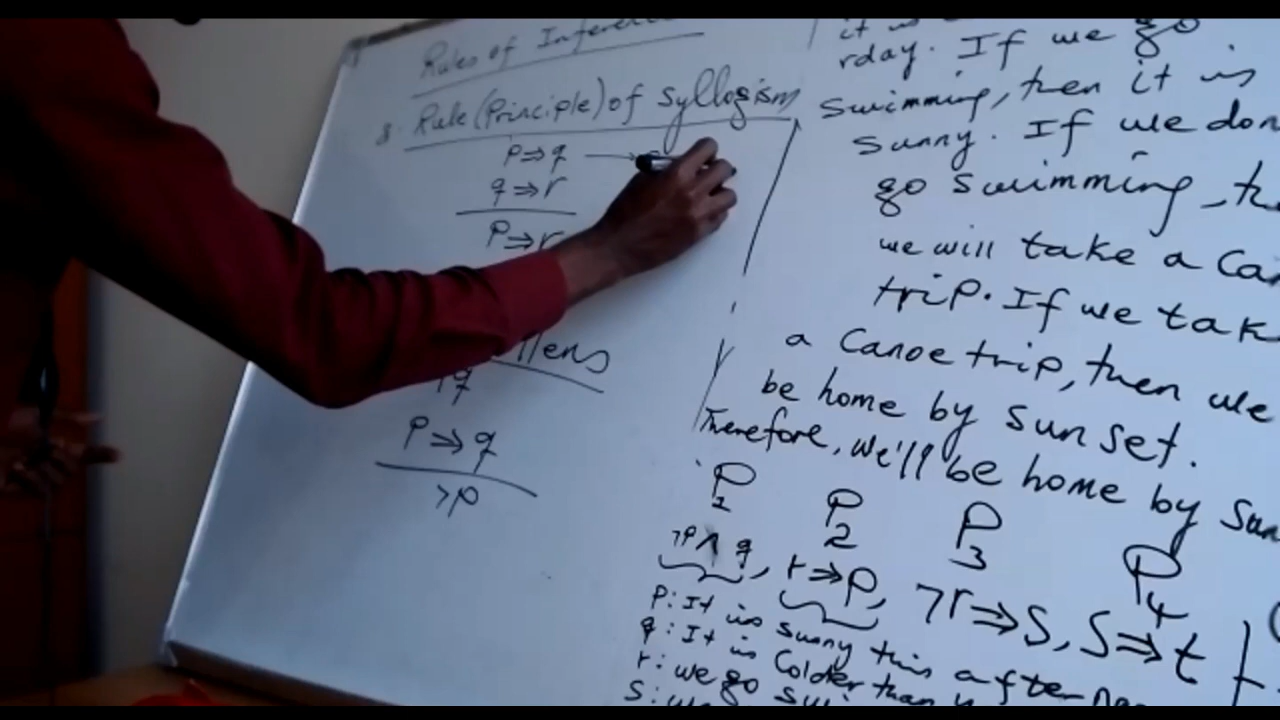 Rules of Inference
8. Rule (Principle) of Syllogism
p ⇒ q
q ⇒ r
p ⇒ r
¬q
p ⇒ q
¬p
it is
rday. If we go
swimming, then it is
sunny. If we don
go swimming, the
we will take a Ca
trip. If we tak
a Canoe trip, then we
be home by sunset.
Therefore, we'll be home by Sun
P1 P2 P3 P4
¬p ∧ q, r ⇒ p, ¬r ⇒ s, s ⇒ t
p: It is sunny this afternoo
q: It is Colder than y
r: we go swi
s: we